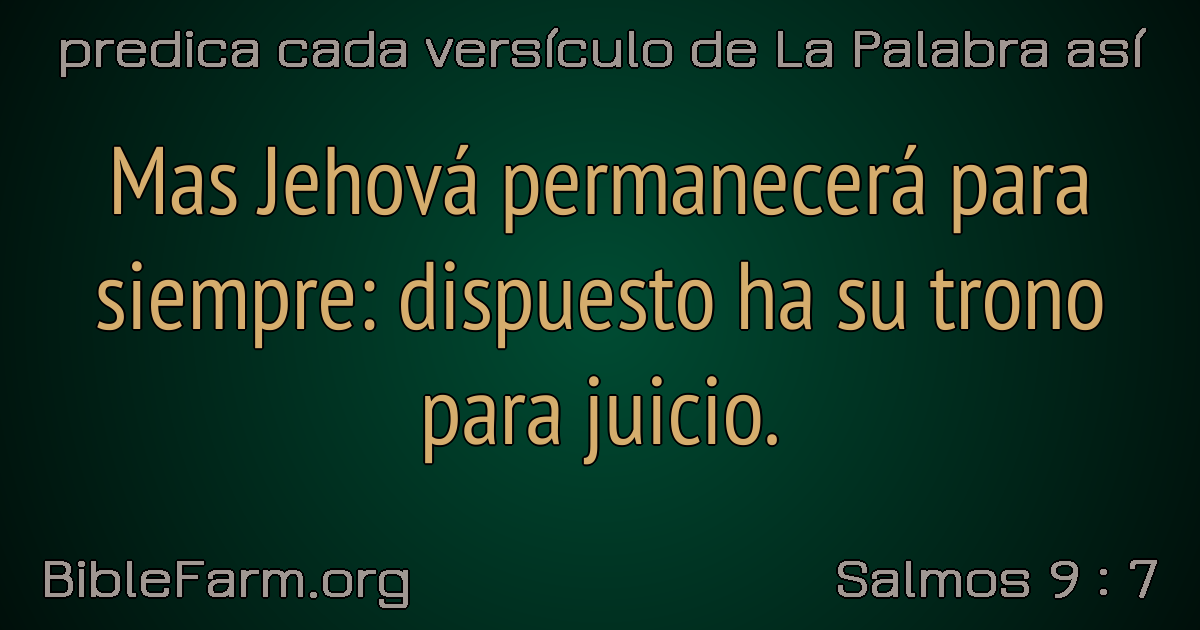 predica cada versículo de La Palabra así
Mas Jehová permanecerá para
siempre: dispuesto ha su trono
para juicio.
BibleFarm.org
Salmos 9 : 7